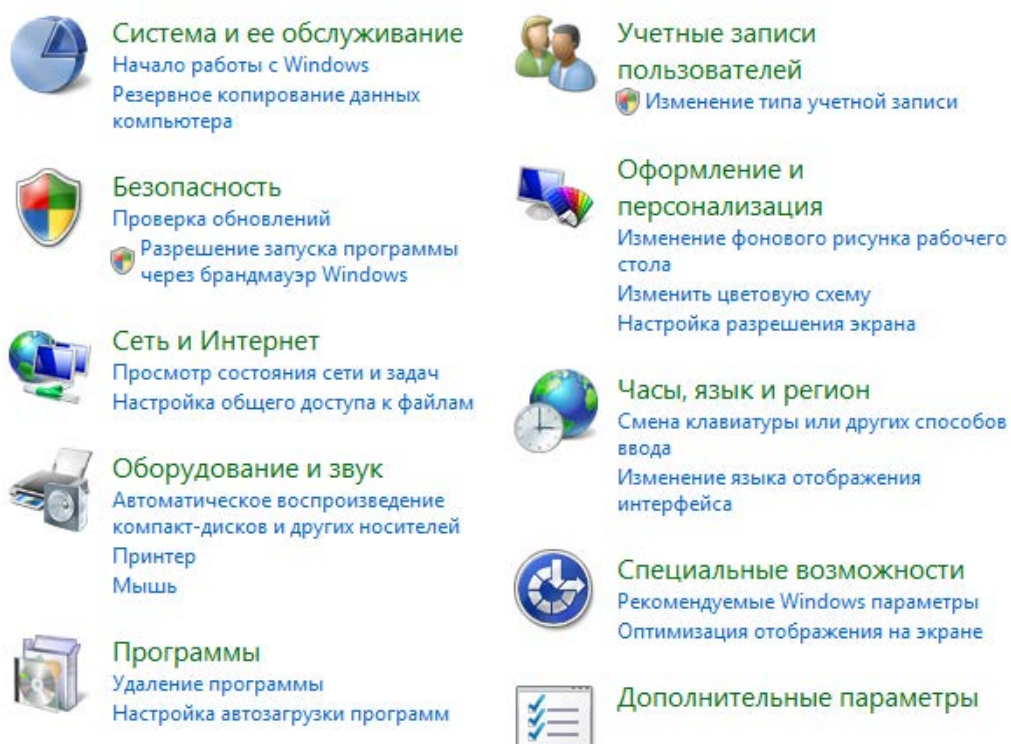 Система и ее обслуживание
Начало работы с Windows
Резервное копирование данных
компьютера
Безопасность
Проверка обновлений
Разрешение запуска программы
через брандмауэр Windows
Сеть и Интернет
Просмотр состояния сети и задач
Настройка общего доступа к файлам
Оборудование и звук
Автоматическое воспроизведение
компакт-дисков и других носителей
Принтер
Мышь
Программы
Удаление программы
Настройка автозагрузки программ
Учетные записи
пользователей
Изменение типа учетной записи
Оформление и
персонализация
Изменение фонового рисунка рабочего
стола
Изменить цветовую схему
Настройка разрешения экрана
Часы, язык и регион
Смена клавиатуры или других способов
ввода
Изменение языка отображения
интерфейса
Специальные возможности
Рекомендуемые Windows параметры
Оптимизация отображения на экране
Дополнительные параметры